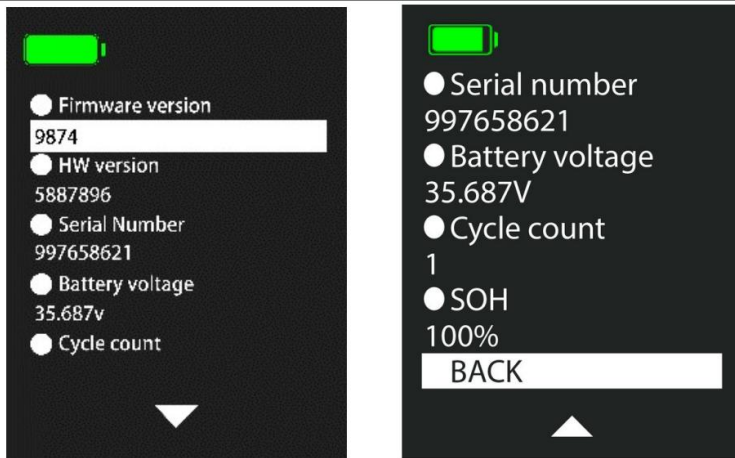 Firmware version
9874
HW version
5887896
Serial Number
997658621
Battery voltage
35.687v
Cycle count
Serial number
997658621
Battery voltage
35.687V
Cycle count
1
SOH
100%
BACK